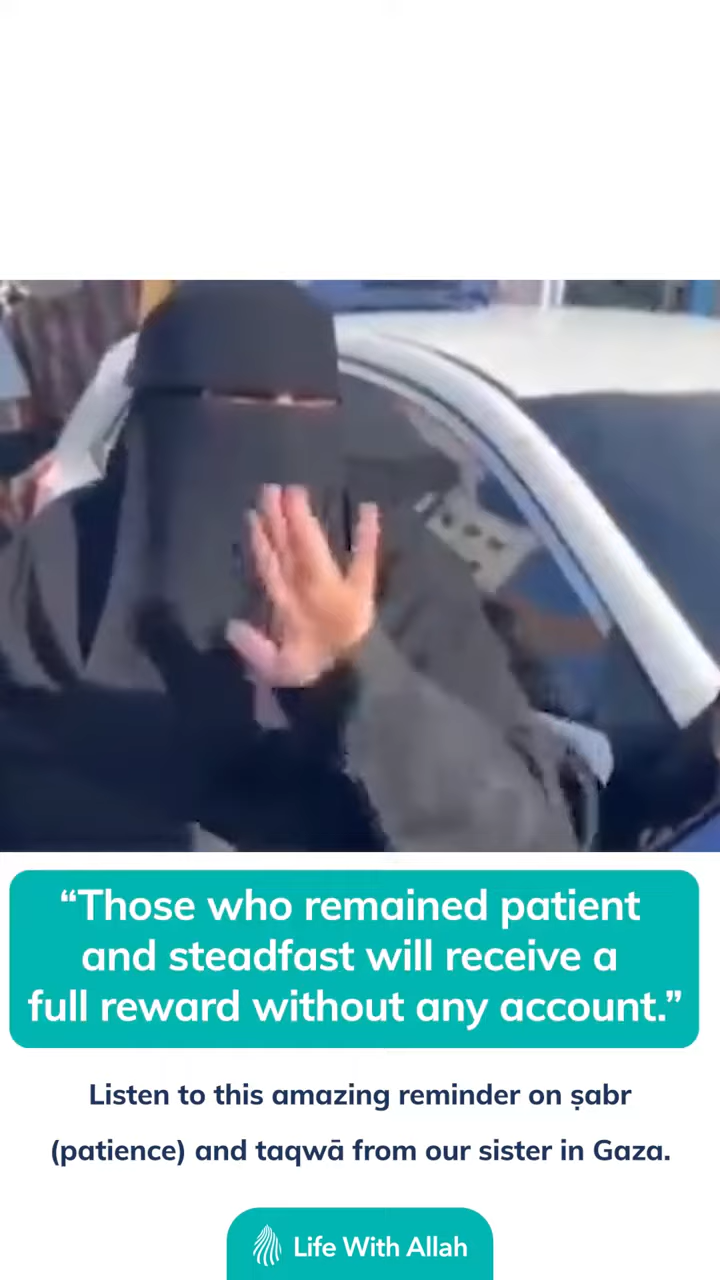 “Those who remained patient
and steadfast will receive a
full reward without any account.”
Listen to this amazing reminder on ṣabr
(patience) and taqwā from our sister in Gaza.
Life With Allah